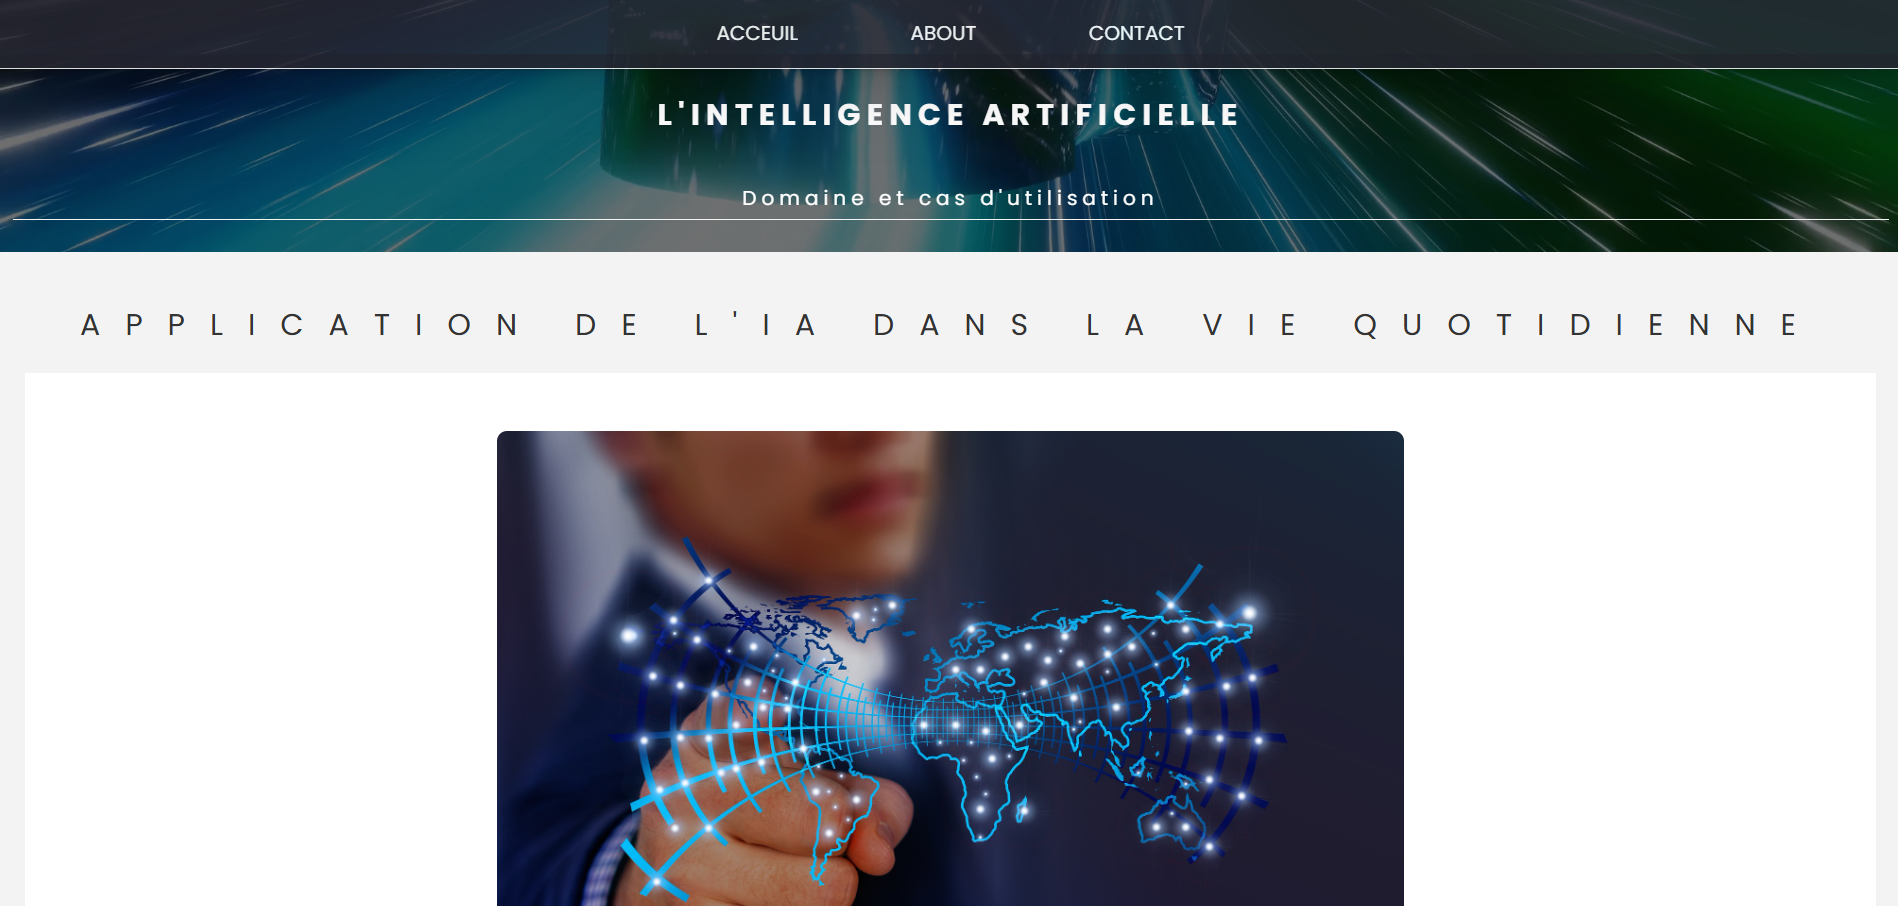 ACCEUIL ABOUT CONTACT
L'INTELLIGENCE ARTIFICIELLE
Domaine et cas d'utilisation
APPLICATION DE L'IA DANS LA VIE QUOTIDIENNE